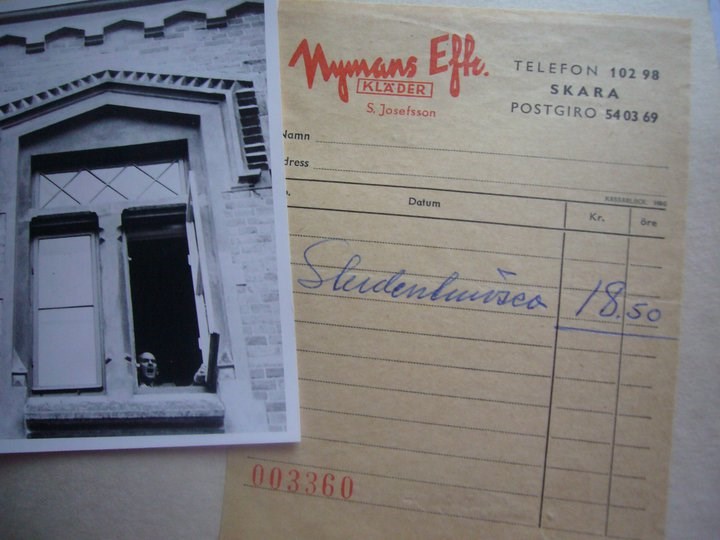 Nymans Eftr.
KLÄDER
S. Josefsson
TELEFON 102 98
SKARA
POSTGIRO 54 03 69
Namn
dress
Datum
Kr.
öre
Studentmössa 18.50
003360